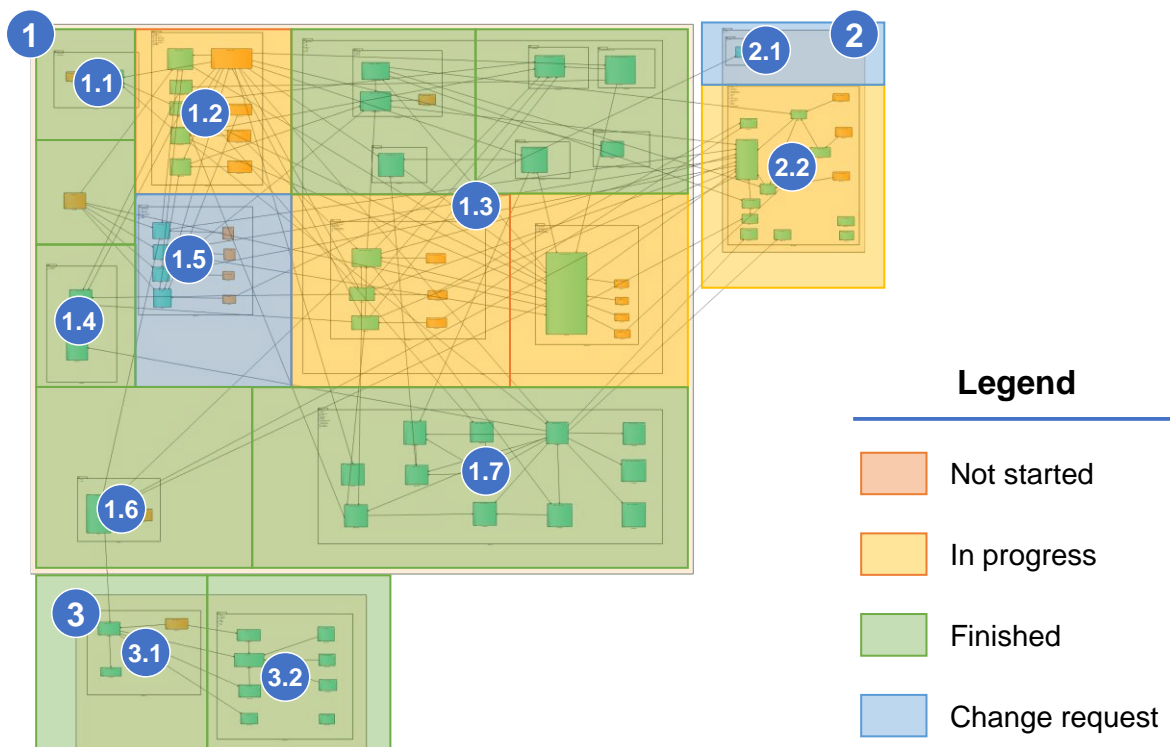 1
2
2.1
1.1
1.2
2.2
1.3
1.5
1.4
Legend
Not started
1.7
1.6
In progress
3
Finished
3.1
3.2
Change request